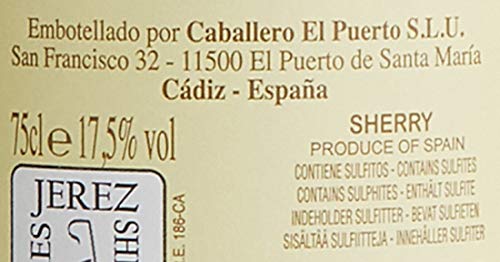 Embotellado por Caballero El Puerto S.L.U.
San Francisco 32 - 11500 El Puerto de Santa María
Cádiz - España
75cl e 17,5% vol
SHERRY
PRODUCE OF SPAIN
CONTIENE SULFITOS - CONTAINS SULFITES
CONTAINS SULPHITES - ENTHÄLT SULFITE
INDEHOLDER SULFITTER - BEVAT SULFIETEN
SISÄLTÄÄ SULFIITTEJA - INNEHÅLLER SULFITER
JEREZ
ES
SHE
.E. 186-CA